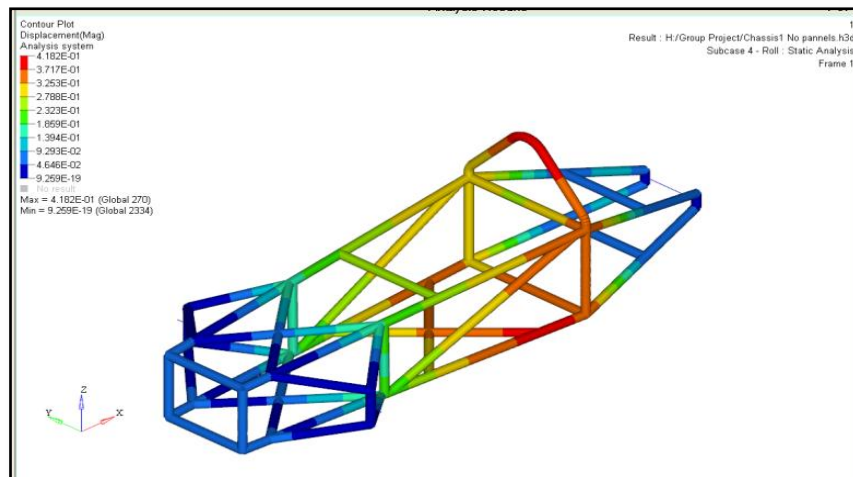 Contour Plot
Displacement(Mag)
Analysis system
4.182E-01
3.717E-01
3.253E-01
2.788E-01
2.323E-01
1.859E-01
1.394E-01
9.293E-02
4.646E-02
9.259E-19
No result
Max = 4.182E-01 (Global 270)
Min = 9.259E-19 (Global 2334)
1
Result : H:/Group Project/Chassis1 No pannels.h3d
Subcase 4 - Roll : Static Analysis
Frame 1
Z
Y
X